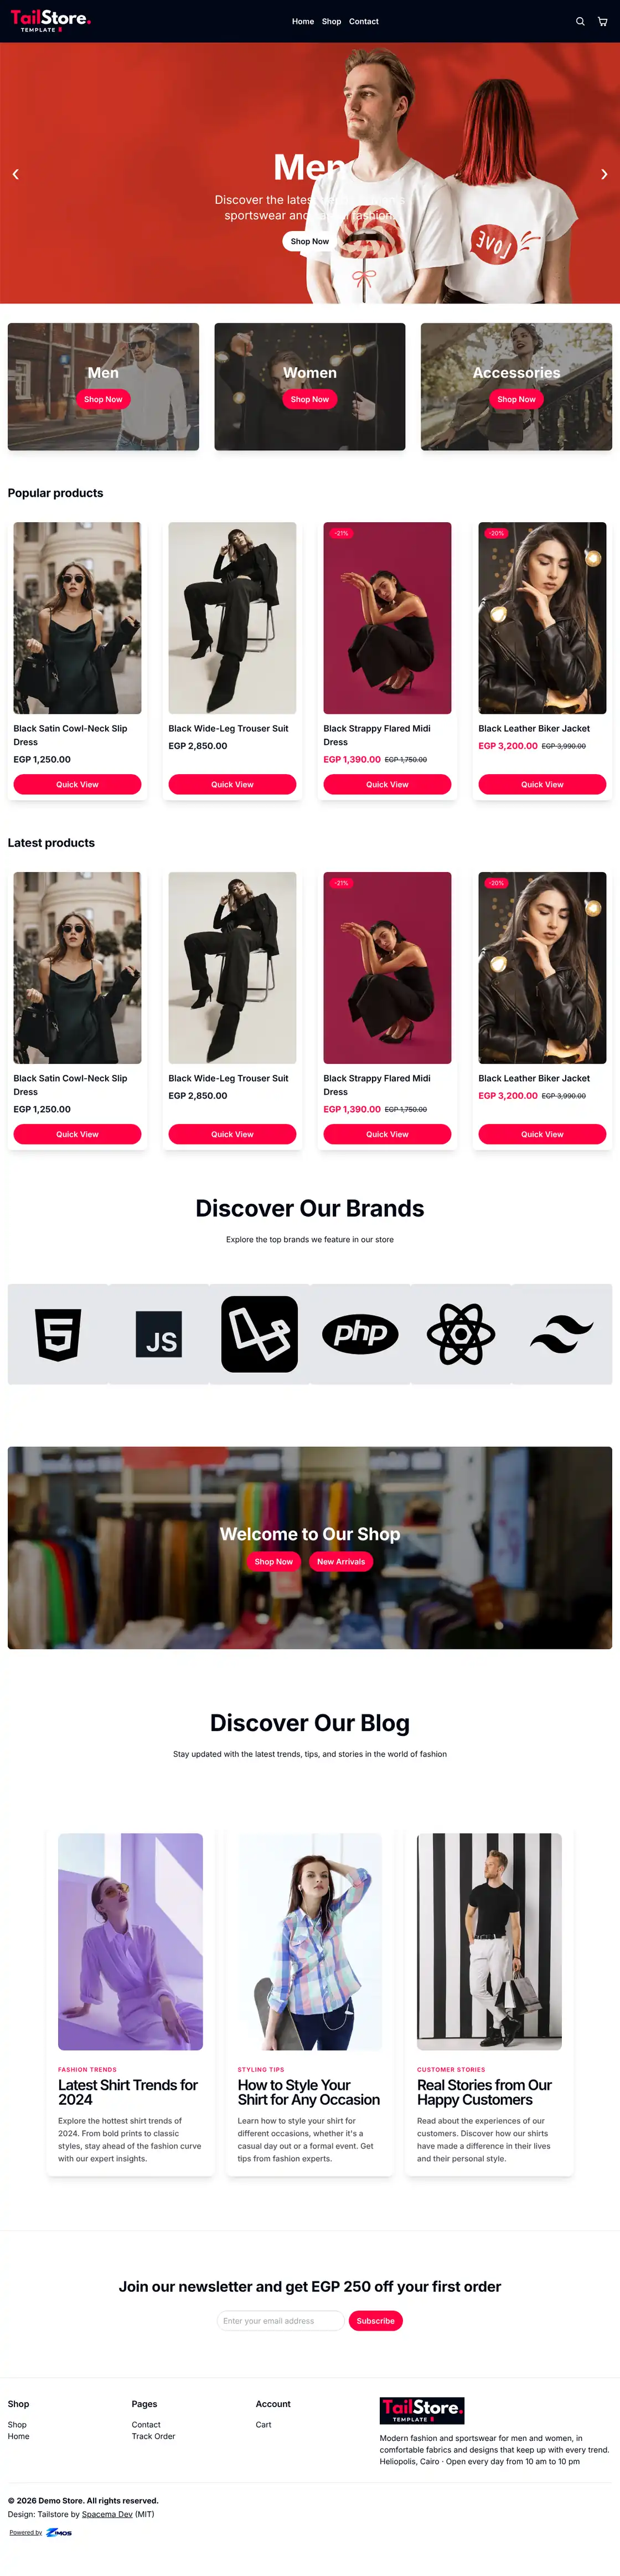 TailStore.
TEMPLATE
Home Shop Contact
Men
Discover the latest
sportswear and fashion.
Shop Now
LOVE
Men
Shop Now
Women
Shop Now
Accessories
Shop Now
Popular products
Black Satin Cowl-Neck Slip
Dress
EGP 1,250.00
Quick View
Black Wide-Leg Trouser Suit
EGP 2,850.00
Quick View
-21%
Black Strappy Flared Midi
Dress
EGP 1,390.00 EGP 1,750.00
Quick View
-20%
Black Leather Biker Jacket
EGP 3,200.00 EGP 3,990.00
Quick View
Latest products
Black Satin Cowl-Neck Slip
Dress
EGP 1,250.00
Quick View
Black Wide-Leg Trouser Suit
EGP 2,850.00
Quick View
-21%
Black Strappy Flared Midi
Dress
EGP 1,390.00 EGP 1,750.00
Quick View
-20%
Black Leather Biker Jacket
EGP 3,200.00 EGP 3,990.00
Quick View
Discover Our Brands
Explore the top brands we feature in our store
5
JS
php
Welcome to Our Shop
Shop Now New Arrivals
Discover Our Blog
Stay updated with the latest trends, tips, and stories in the world of fashion
FASHION TRENDS
Latest Shirt Trends for
2024
Explore the hottest shirt trends of
2024. From bold prints to classic
styles, stay ahead of the fashion curve
with our expert insights.
STYLING TIPS
How to Style Your
Shirt for Any Occasion
Learn how to style your shirt for
different occasions, whether it's a
casual day out or a formal event. Get
tips from fashion experts.
CUSTOMER STORIES
Real Stories from Our
Happy Customers
Read about the experiences of our
customers. Discover how our shirts
have made a difference in their lives
and their personal style.
Join our newsletter and get EGP 250 off your first order
Enter your email address
Subscribe
Shop
Shop
Home
Pages
Contact
Track Order
Account
Cart
TailStore.
TEMPLATE
Modern fashion and sportswear for men and women, in
comfortable fabrics and designs that keep up with every trend.
Heliopolis, Cairo · Open every day from 10 am to 10 pm
© 2026 Demo Store. All rights reserved.
Design: Tailstore by Spacema Dev (MIT)
Powered by ZIMOS